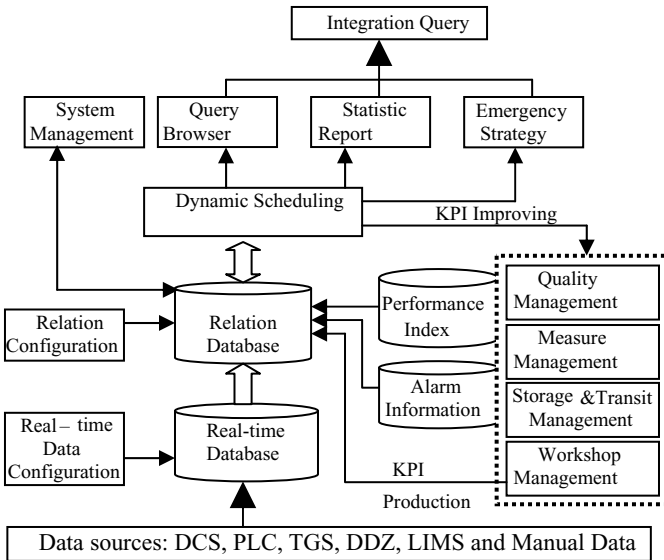 Integration Query
System
Management
Query
Browser
Statistic
Report
Emergency
Strategy
Dynamic Scheduling
KPI Improving
Quality
Management
Measure
Management
Storage &Transit
Management
Workshop
Management
Performance
Index
Alarm
Information
Relation
Database
Relation
Configuration
Real-time
Database
Real– time
Data
Configuration
KPI
Production
Data sources: DCS, PLC, TGS, DDZ, LIMS and Manual Data